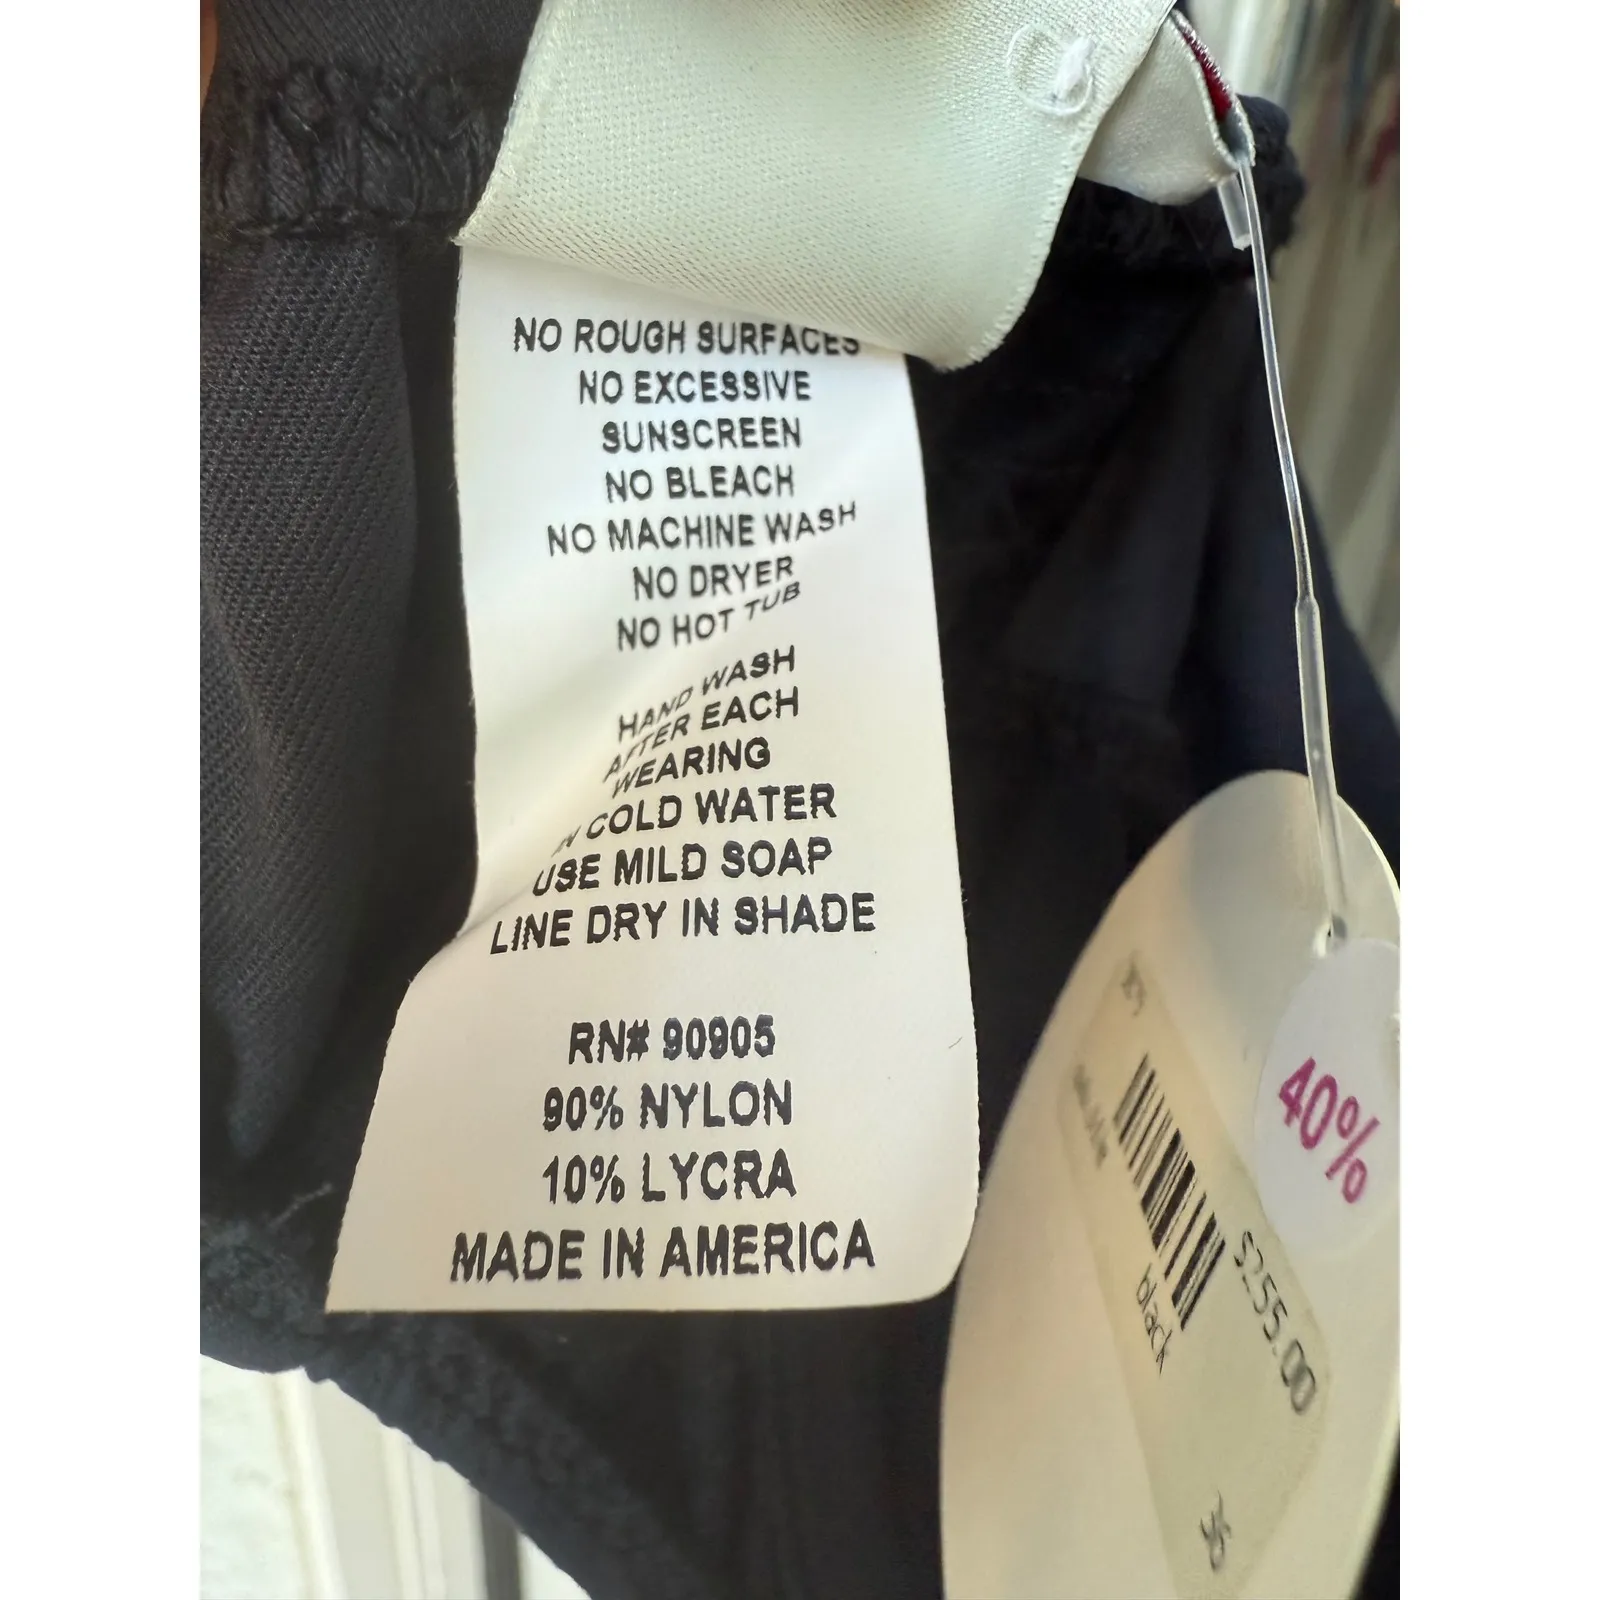 NO ROUGH SURFACES
NO EXCESSIVE
SUNSCREEN
NO BLEACH
NO MACHINE WASH
NO DRYER
NO HOT TUB
HAND WASH
AFTER EACH
WEARING
IN COLD WATER
USE MILD SOAP
LINE DRY IN SHADE
RN# 90905
90% NYLON
10% LYCRA
MADE IN AMERICA
40%
$255.00
black